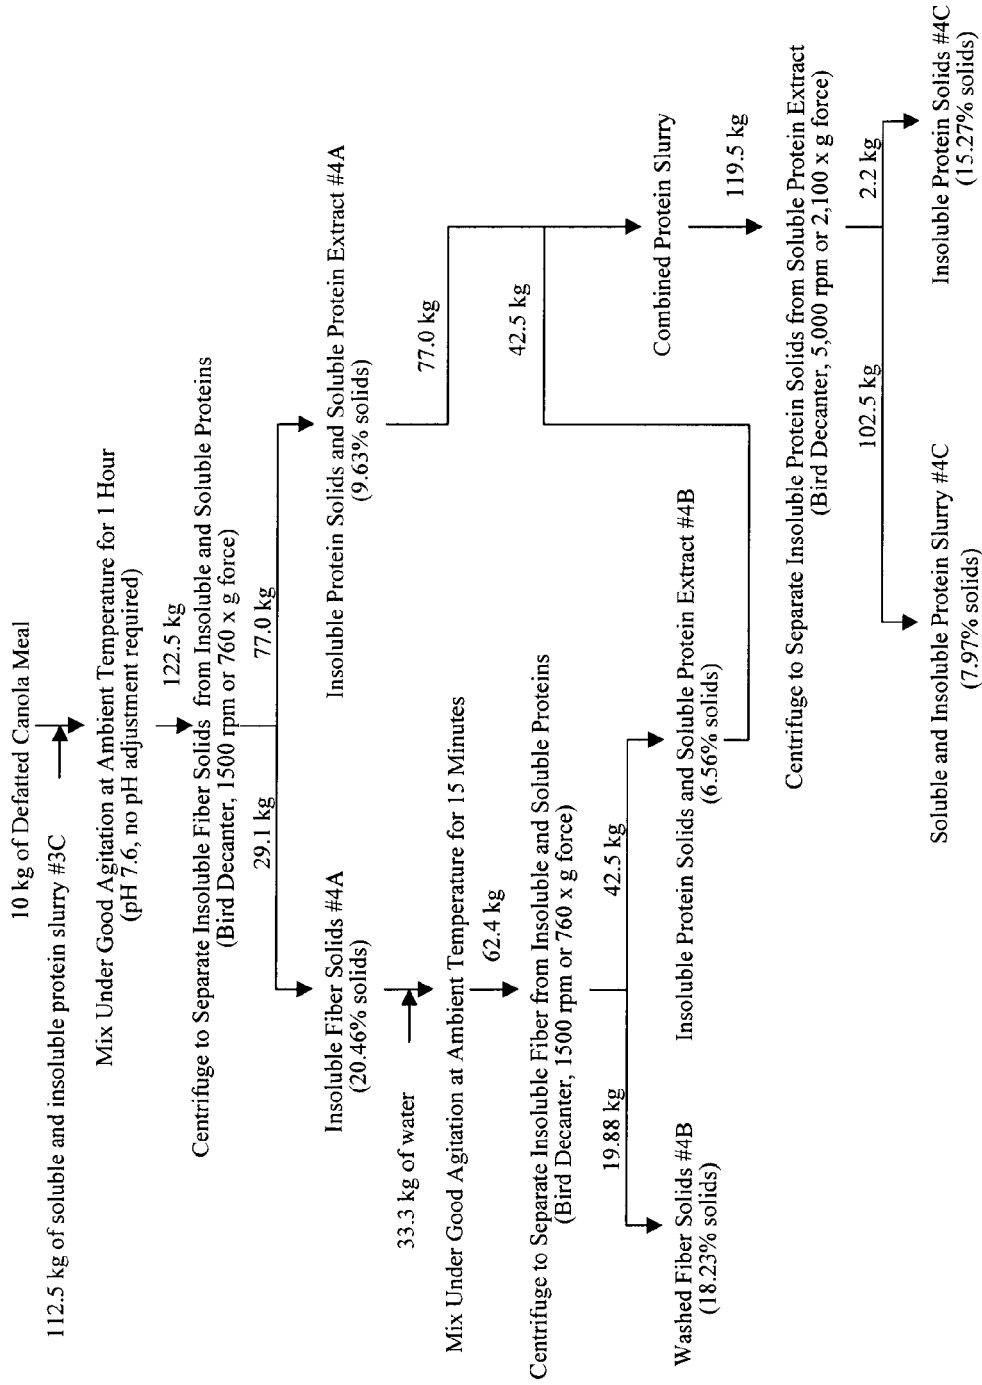 10 kg of Defatted Canola Meal
112.5 kg of soluble and insoluble protein slurry #3C
Mix Under Good Agitation at Ambient Temperature for 1 Hour
(pH 7.6, no pH adjustment required)
122.5 kg
Centrifuge to Separate Insoluble Fiber Solids from Insoluble and Soluble Proteins
(Bird Decanter, 1500 rpm or 760 x g force)
29.1 kg
77.0 kg
Insoluble Fiber Solids #4A
(20.46% solids)
Insoluble Protein Solids and Soluble Protein Extract #4A
(9.63% solids)
33.3 kg of water
77.0 kg
Mix Under Good Agitation at Ambient Temperature for 15 Minutes
62.4 kg
42.5 kg
Centrifuge to Separate Insoluble Fiber from Insoluble and Soluble Proteins
(Bird Decanter, 1500 rpm or 760 x g force)
19.88 kg
42.5 kg
Combined Protein Slurry
Washed Fiber Solids #4B
(18.23% solids)
Insoluble Protein Solids and Soluble Protein Extract #4B
(6.56% solids)
119.5 kg
Centrifuge to Separate Insoluble Protein Solids from Soluble Protein Extract
(Bird Decanter, 5,000 rpm or 2,100 x g force)
102.5 kg
2.2 kg
Soluble and Insoluble Protein Slurry #4C
(7.97% solids)
Insoluble Protein Solids #4C
(15.27% solids)